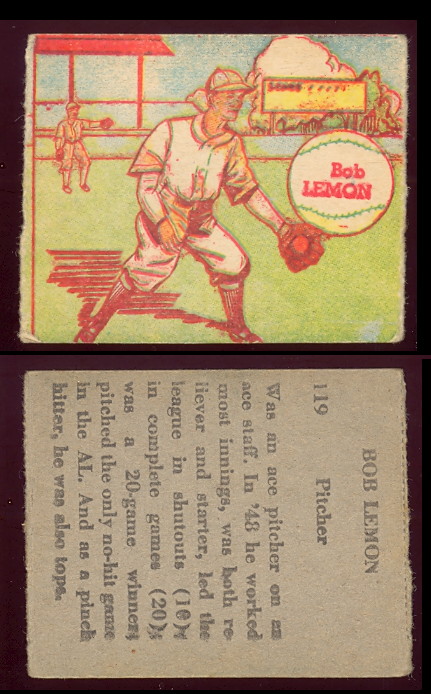 Bob
LEMON
BOB LEMON
119 Pitcher
Was an ace pitcher on an
ace staff. In '48 he worked
most innings, was both re-
liever and starter, led the
league in shutouts (10);
in complete games (20);
was a 20-game winner;
pitched the only no-hit game
in the AL. And as a pinch
hitter, he was also tops.